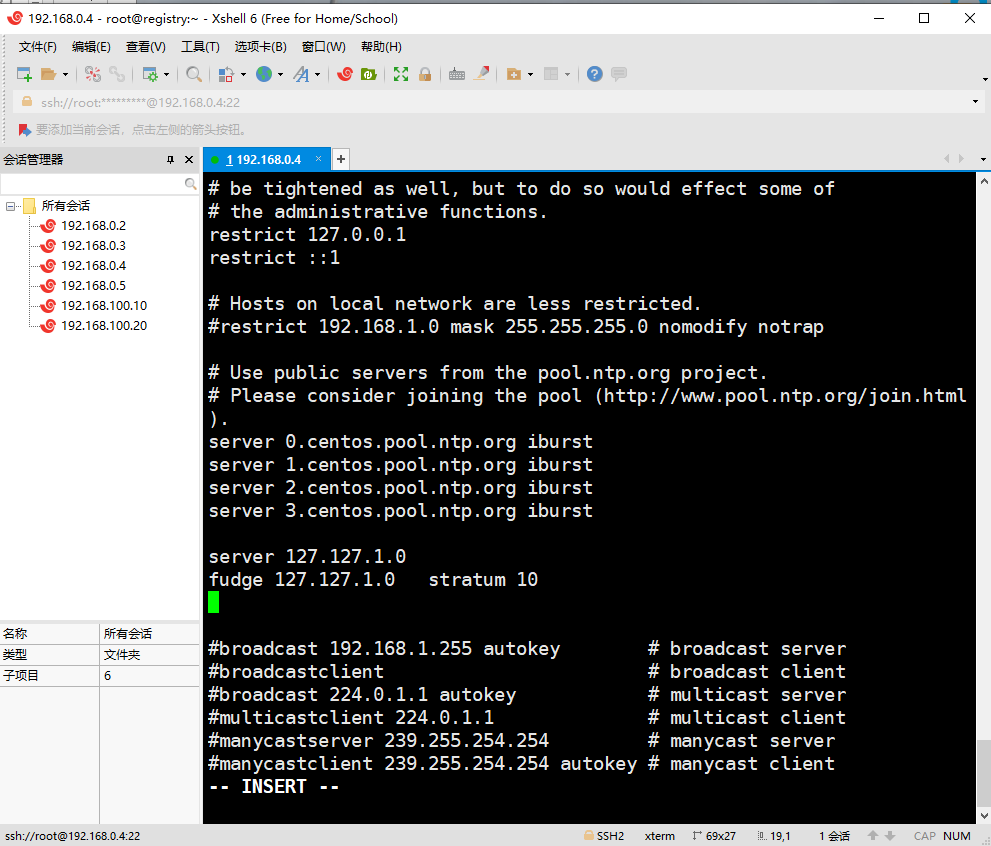 192.168.0.4 - root@registry:~ - Xshell 6 (Free for Home/School)
文件(F) 编辑(E) 查看(V) 工具(T) 选项卡(B) 窗口(W) 帮助(H)
ssh://root:*********@192.168.0.4:22
要添加当前会话，点击左侧的箭头按钮。
会话管理器
1 192.168.0.4 × +
所有会话
192.168.0.2
192.168.0.3
192.168.0.4
192.168.0.5
192.168.100.10
192.168.100.20
名称 所有会话
类型 文件夹
子项目 6
# be tightened as well, but to do so would effect some of
# the administrative functions.
restrict 127.0.0.1
restrict ::1
# Hosts on local network are less restricted.
#restrict 192.168.1.0 mask 255.255.255.0 nomodify notrap
# Use public servers from the pool.ntp.org project.
# Please consider joining the pool (http://www.pool.ntp.org/join.html
).
server 0.centos.pool.ntp.org iburst
server 1.centos.pool.ntp.org iburst
server 2.centos.pool.ntp.org iburst
server 3.centos.pool.ntp.org iburst
server 127.127.1.0
fudge 127.127.1.0   stratum 10
#broadcast 192.168.1.255 autokey        # broadcast server
#broadcastclient                        # broadcast client
#broadcast 224.0.1.1 autokey            # multicast server
#multicastclient 224.0.1.1              # multicast client
#manycastserver 239.255.254.254         # manycast server
#manycastclient 239.255.254.254 autokey # manycast client
-- INSERT --
ssh://root@192.168.0.4:22 SSH2 xterm 69x27 19,1 1 会话 CAP NUM